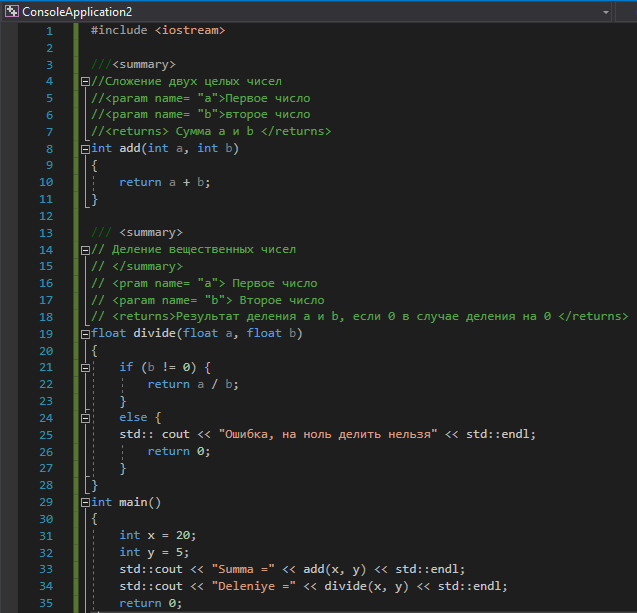 ConsoleApplication2
1 #include <iostream>
2
3 ///<summary>
4 //Сложение двух целых чисел
5 //<param name= "a">Первое число
6 //<param name= "b">второе число
7 //<returns> Сумма a и b </returns>
8 int add(int a, int b)
9 {
10 return a + b;
11 }
12
13 /// <summary>
14 // Деление вещественных чисел
15 // </summary>
16 // <pram name= "a"> Первое число
17 // <param name= "b"> Второе число
18 // <returns>Результат деления a и b, если 0 в случае деления на 0 </returns>
19 float divide(float a, float b)
20 {
21 if (b != 0) {
22 return a / b;
23 }
24 else {
25 std:: cout << "Ошибка, на ноль делить нельзя" << std::endl;
26 return 0;
27 }
28 }
29 int main()
30 {
31 int x = 20;
32 int y = 5;
33 std::cout << "Summa =" << add(x, y) << std::endl;
34 std::cout << "Deleniye =" << divide(x, y) << std::endl;
35 return 0;